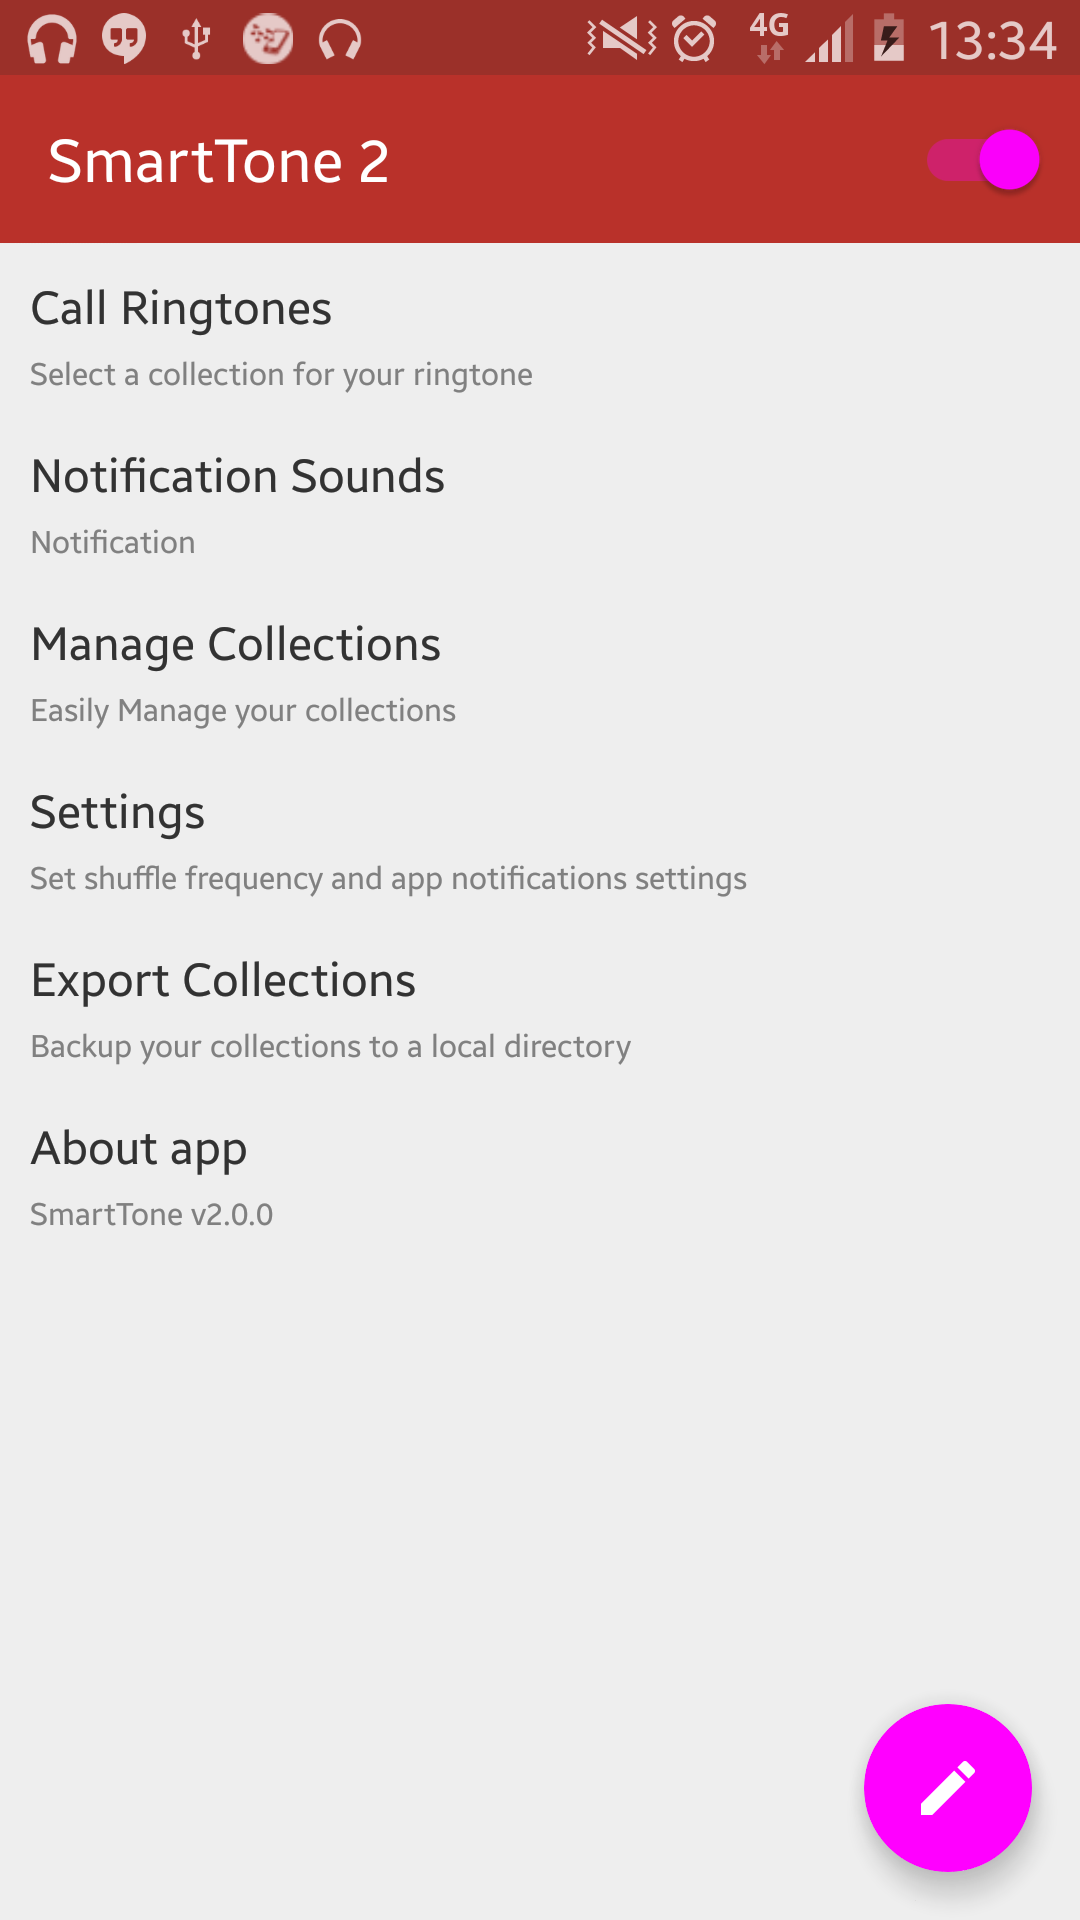 4G 13:34
SmartTone 2
Call Ringtones
Select a collection for your ringtone
Notification Sounds
Notification
Manage Collections
Easily Manage your collections
Settings
Set shuffle frequency and app notifications settings
Export Collections
Backup your collections to a local directory
About app
SmartTone v2.0.0